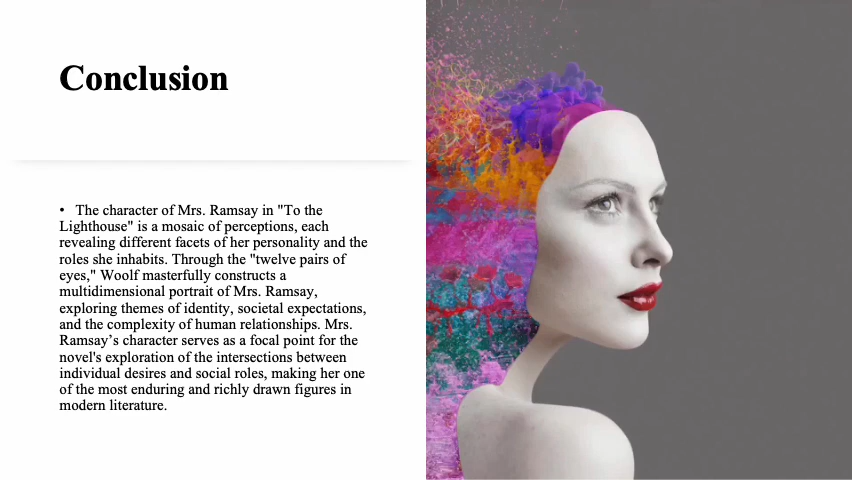 Conclusion
• The character of Mrs. Ramsay in "To the
Lighthouse" is a mosaic of perceptions, each
revealing different facets of her personality and the
roles she inhabits. Through the "twelve pairs of
eyes," Woolf masterfully constructs a
multidimensional portrait of Mrs. Ramsay,
exploring themes of identity, societal expectations,
and the complexity of human relationships. Mrs.
Ramsay’s character serves as a focal point for the
novel's exploration of the intersections between
individual desires and social roles, making her one
of the most enduring and richly drawn figures in
modern literature.